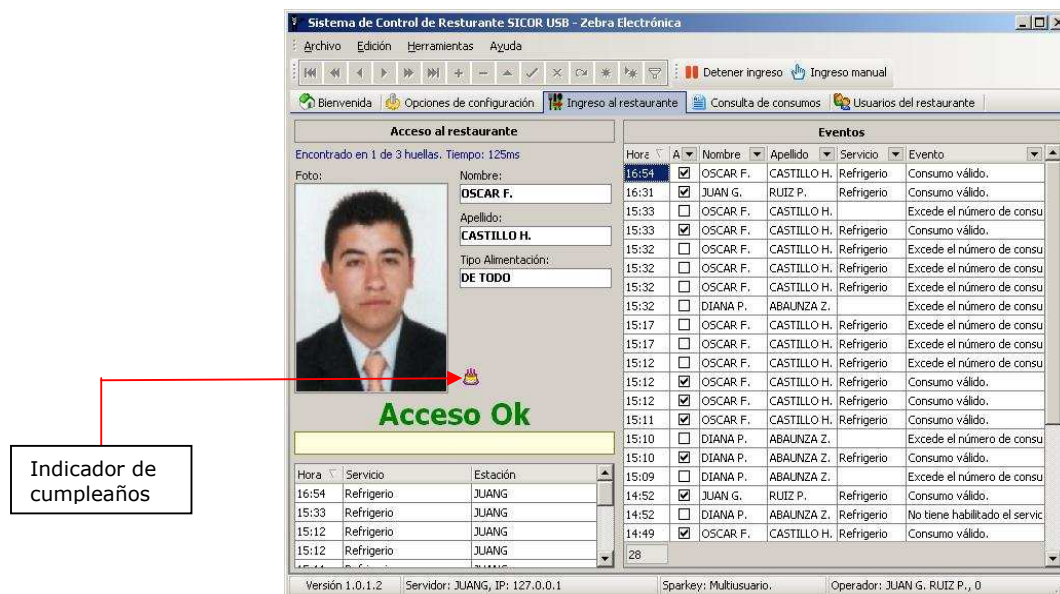 Sistema de Control de Resturante SICOR USB - Zebra Electrónica
Archivo Edición Herramientas Ayuda
Detener ingreso Ingreso manual
Bienvenida Opciones de configuración Ingreso al restaurante Consulta de consumos Usuarios del restaurante
Acceso al restaurante
Encontrado en 1 de 3 huellas. Tiempo: 125ms
Foto:
Nombre:
OSCAR F.
Apellido:
CASTILLO H.
Tipo Alimentación:
DE TODO
Acceso Ok
Indicador de
cumpleaños
Hora Servicio Estación
16:54 Refrigerio JUANG
15:33 Refrigerio JUANG
15:12 Refrigerio JUANG
15:12 Refrigerio JUANG
Eventos
Hora A Nombre Apellido Servicio Evento
16:54 OSCAR F. CASTILLO H. Refrigerio Consumo válido.
16:31 JUAN G. RUIZ P. Refrigerio Consumo válido.
15:33 OSCAR F. CASTILLO H. Excede el número de consu
15:33 OSCAR F. CASTILLO H. Refrigerio Consumo válido.
15:32 OSCAR F. CASTILLO H. Refrigerio Excede el número de consu
15:32 OSCAR F. CASTILLO H. Refrigerio Excede el número de consu
15:32 OSCAR F. CASTILLO H. Refrigerio Excede el número de consu
15:32 DIANA P. ABAUNZA Z. Excede el número de consu
15:17 OSCAR F. CASTILLO H. Refrigerio Excede el número de consu
15:17 OSCAR F. CASTILLO H. Refrigerio Excede el número de consu
15:12 OSCAR F. CASTILLO H. Refrigerio Excede el número de consu
15:12 OSCAR F. CASTILLO H. Refrigerio Consumo válido.
15:12 OSCAR F. CASTILLO H. Refrigerio Consumo válido.
15:11 OSCAR F. CASTILLO H. Refrigerio Consumo válido.
15:10 DIANA P. ABAUNZA Z. Excede el número de consu
15:10 DIANA P. ABAUNZA Z. Refrigerio Consumo válido.
15:09 DIANA P. ABAUNZA Z. Excede el número de consu
14:52 JUAN G. RUIZ P. Refrigerio Consumo válido.
14:52 DIANA P. ABAUNZA Z. Refrigerio No tiene habilitado el servic
14:49 OSCAR F. CASTILLO H. Refrigerio Consumo válido.
28
Versión 1.0.1.2 Servidor: JUANG, IP: 127.0.0.1 Sparkey: Multiusuario. Operador: JUAN G. RUIZ P., 0